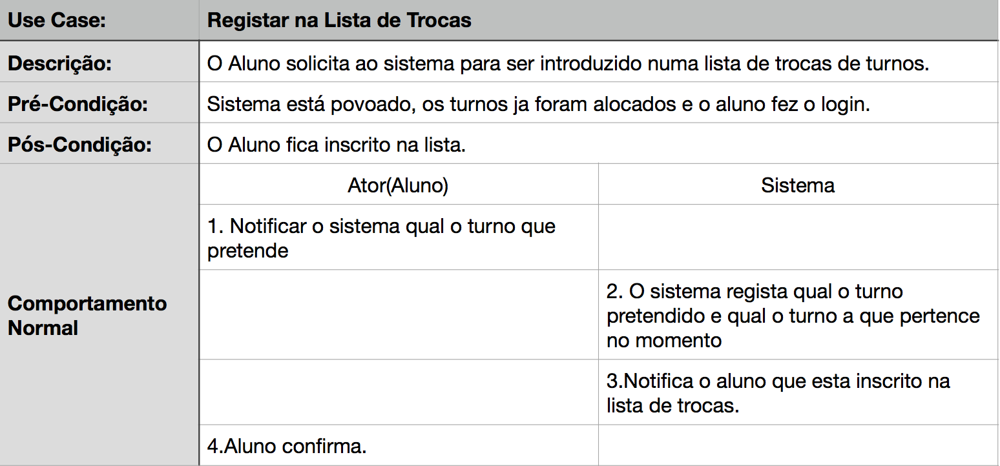 Use Case:
Registar na Lista de Trocas
Descrição:
O Aluno solicita ao sistema para ser introduzido numa lista de trocas de turnos.
Pré-Condição:
Sistema está povoado, os turnos ja foram alocados e o aluno fez o login.
Pós-Condição:
O Aluno fica inscrito na lista.
Comportamento
Normal
Ator(Aluno)
Sistema
1. Notificar o sistema qual o turno que
pretende
2. O sistema regista qual o turno
pretendido e qual o turno a que pertence
no momento
3.Notifica o aluno que esta inscrito na
lista de trocas.
4.Aluno confirma.